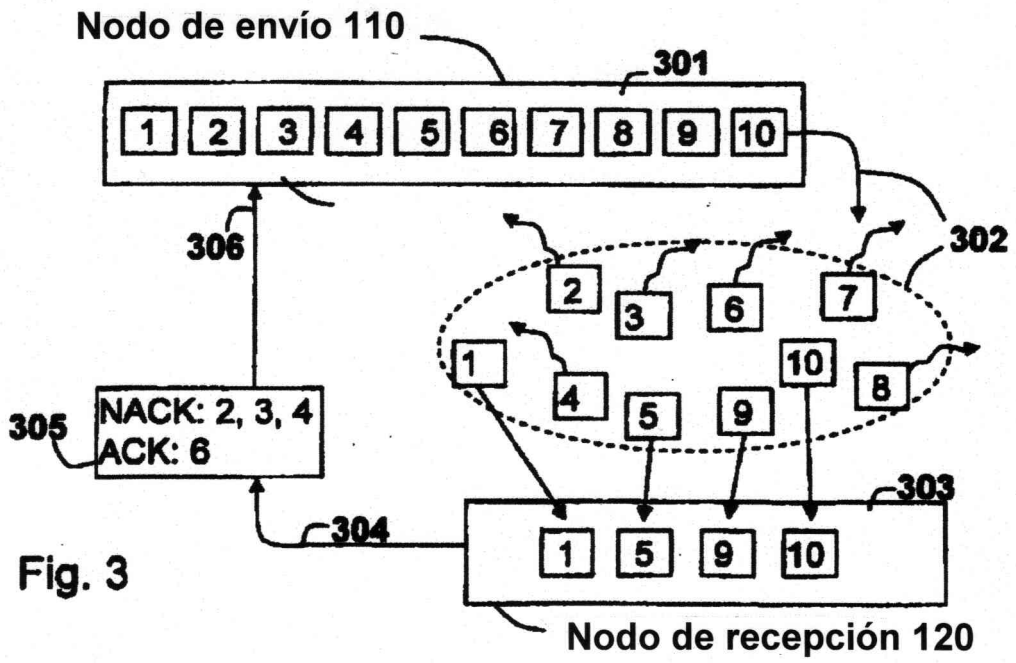 Nodo de envío 110
301
1 2 3 4 5 6 7 8 9 10
306
302
2 3 6 7
1 4 5 9 10 8
NACK: 2, 3, 4
ACK: 6
305
303
304
1 5 9 10
Fig. 3
Nodo de recepción 120